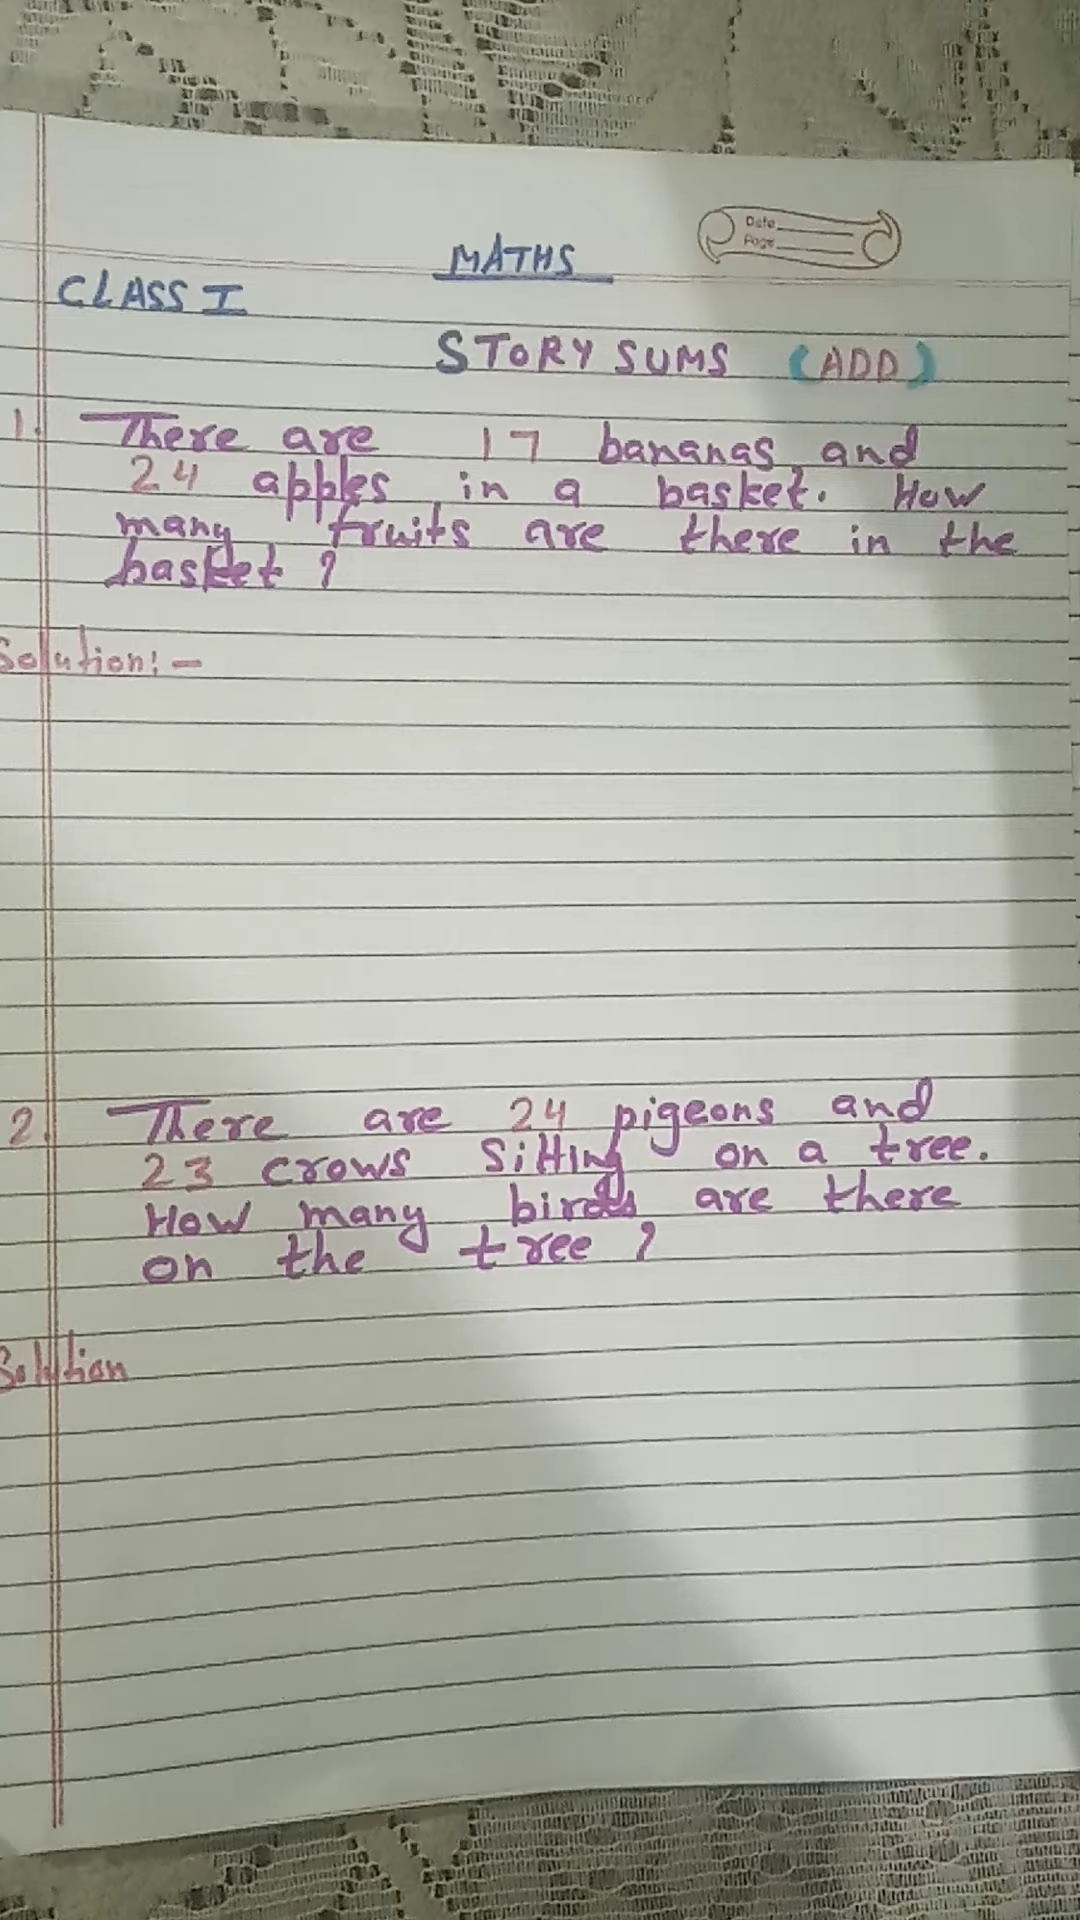 Date
Page
MATHS
CLASS I
STORY SUMS (ADD)
1. There are 17 bananas and
24 apples in a basket. How
many fruits are there in the
basket ?
Solution:-
2. There are 24 pigeons and
23 crows sitting on a tree.
How many birds are there
on the tree ?
Solution